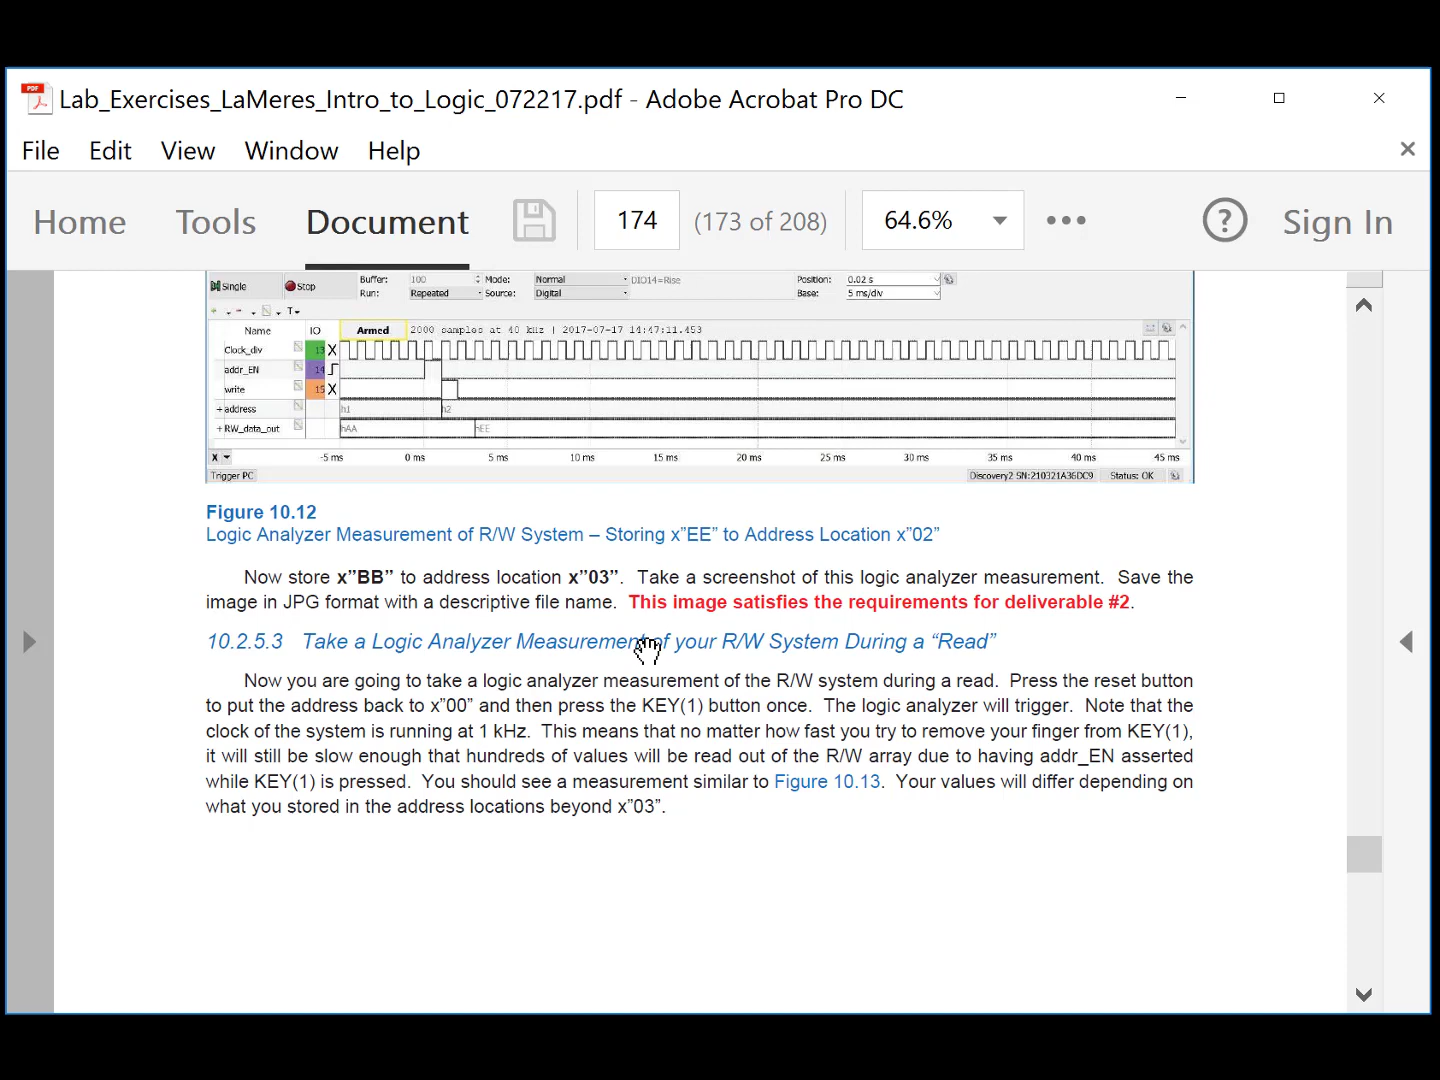 Lab_Exercises_LaMeres_Intro_to_Logic_072217.pdf - Adobe Acrobat Pro DC
File Edit View Window Help
Home Tools Document 174 (173 of 208) 64.6% Sign In
Single Stop Buffer: 100 Mode: Normal DIO14=Rise Position: 0.02 s
Run: Repeated Source: Digital Base: 5 ms/div
Name IO Armed 2000 samples at 40 kHz | 2017-07-17 14:47:11.453
Clock_div 13 X
addr_EN 14
write 15 X
+ address h1 h2
+ RW_data_out hAA hEE
X -5 ms 0 ms 5 ms 10 ms 15 ms 20 ms 25 ms 30 ms 35 ms 40 ms 45 ms
Trigger PC Discovery2 SN:210321A36DC9 Status: OK
Figure 10.12
Logic Analyzer Measurement of R/W System – Storing x”EE” to Address Location x”02”
Now store x”BB” to address location x”03”. Take a screenshot of this logic analyzer measurement. Save the
image in JPG format with a descriptive file name. This image satisfies the requirements for deliverable #2.
10.2.5.3 Take a Logic Analyzer Measurement of your R/W System During a “Read”
Now you are going to take a logic analyzer measurement of the R/W system during a read. Press the reset button
to put the address back to x”00” and then press the KEY(1) button once. The logic analyzer will trigger. Note that the
clock of the system is running at 1 kHz. This means that no matter how fast you try to remove your finger from KEY(1),
it will still be slow enough that hundreds of values will be read out of the R/W array due to having addr_EN asserted
while KEY(1) is pressed. You should see a measurement similar to Figure 10.13. Your values will differ depending on
what you stored in the address locations beyond x”03”.